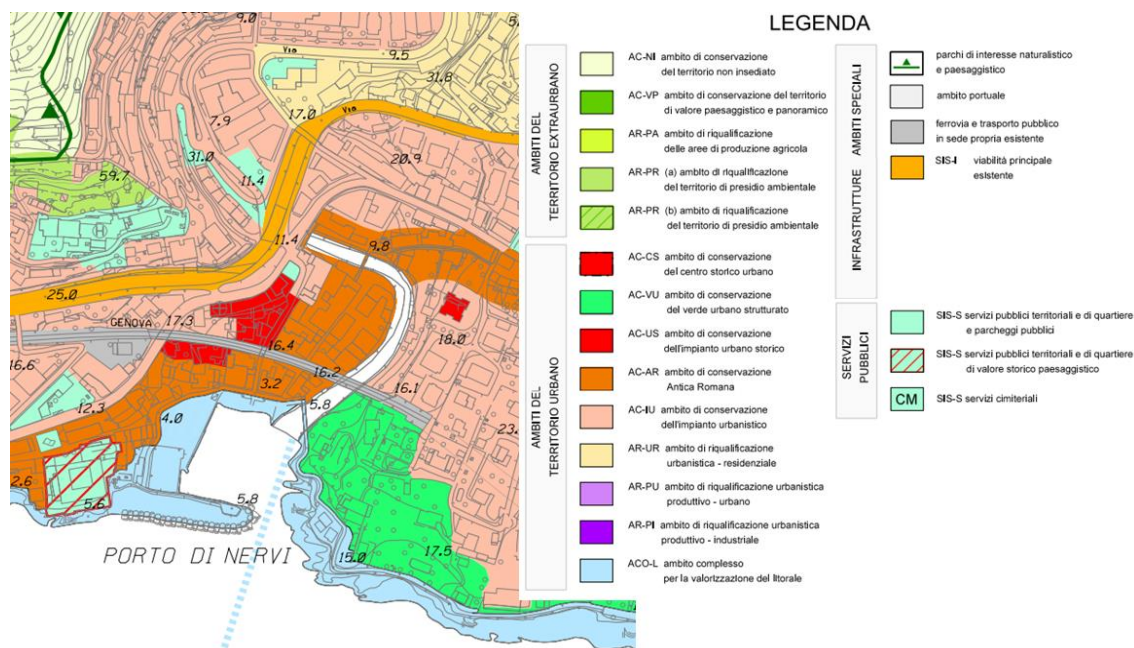 9.0
5.
Via
9.5
31.8
17.0
Via
7.9
20.9
31.0
59.7
11.4
11.4
9.8
25.0
GENOVA
17.3
18.0
16.4
16.6
16.2
16.1
3.2
12.3
5.8
4.0
23.
2.6
5.6
5.8
17.5
15.0
PORTO DI NERVI
LEGENDA
AMBITI DEL
TERRITORIO EXTRAURBANO
AC-NI ambito di conservazione
del territorio non insediato
AC-VP ambito di conservazione del territorio
di valore paesaggistico e panoramico
AR-PA ambito di riqualificazione
delle aree di produzione agricola
AR-PR (a) ambito di riqualificazione
del territorio di presidio ambientale
AR-PR (b) ambito di riqualificazione
del territorio di presidio ambientale
AMBITI DEL
TERRITORIO URBANO
AC-CS ambito di conservazione
del centro storico urbano
AC-VU ambito di conservazione
del verde urbano strutturato
AC-US ambito di conservazione
dell'impianto urbano storico
AC-AR ambito di conservazione
Antica Romana
AC-IU ambito di conservazione
dell'impianto urbanistico
AR-UR ambito di riqualificazione
urbanistica - residenziale
AR-PU ambito di riqualificazione urbanistica
produttivo - urbano
AR-PI ambito di riqualificazione urbanistica
produttivo - industriale
ACO-L ambito complesso
per la valorizzazione del litorale
AMBITI SPECIALI
INFRASTRUTTURE
parchi di interesse naturalistico
e paesaggistico
ambito portuale
ferrovia e trasporto pubblico
in sede propria esistente
SIS-I viabilità principale
esistente
SERVIZI
PUBBLICI
SIS-S servizi pubblici territoriali e di quartiere
e parcheggi pubblici
SIS-S servizi pubblici territoriali e di quartiere
di valore storico paesaggistico
CM SIS-S servizi cimiteriali